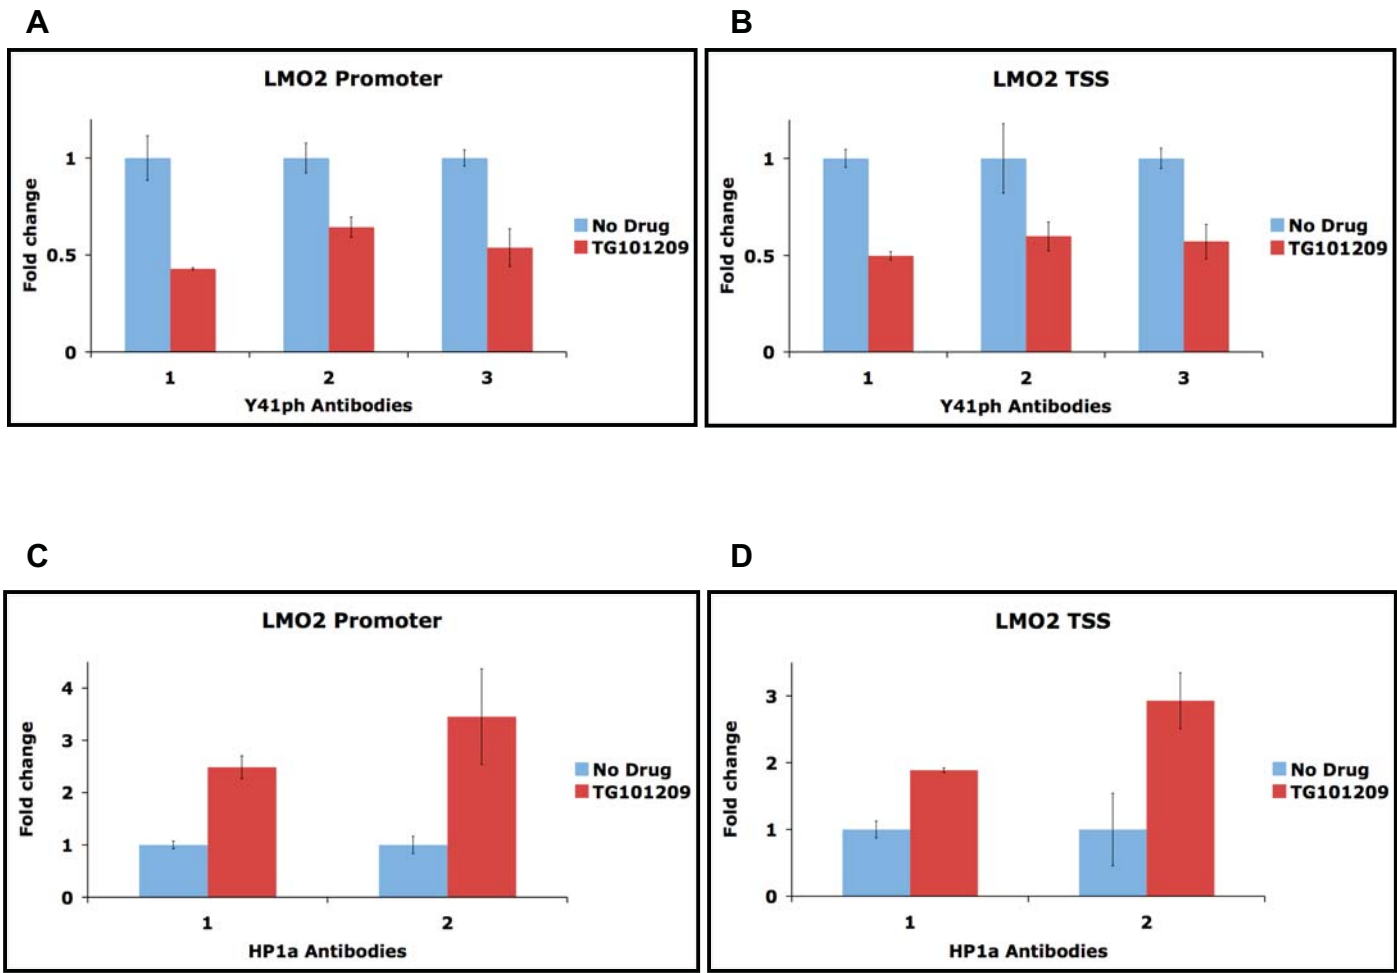 A
LMO2 Promoter
Fold change
1
0.5
0
1 2 3
Y41ph Antibodies
No Drug
TG101209
B
LMO2 TSS
Fold change
1
0.5
0
1 2 3
Y41ph Antibodies
No Drug
TG101209
C
LMO2 Promoter
Fold change
4
3
2
1
0
1 2
HP1a Antibodies
No Drug
TG101209
D
LMO2 TSS
Fold change
3
2
1
0
1 2
HP1a Antibodies
No Drug
TG101209